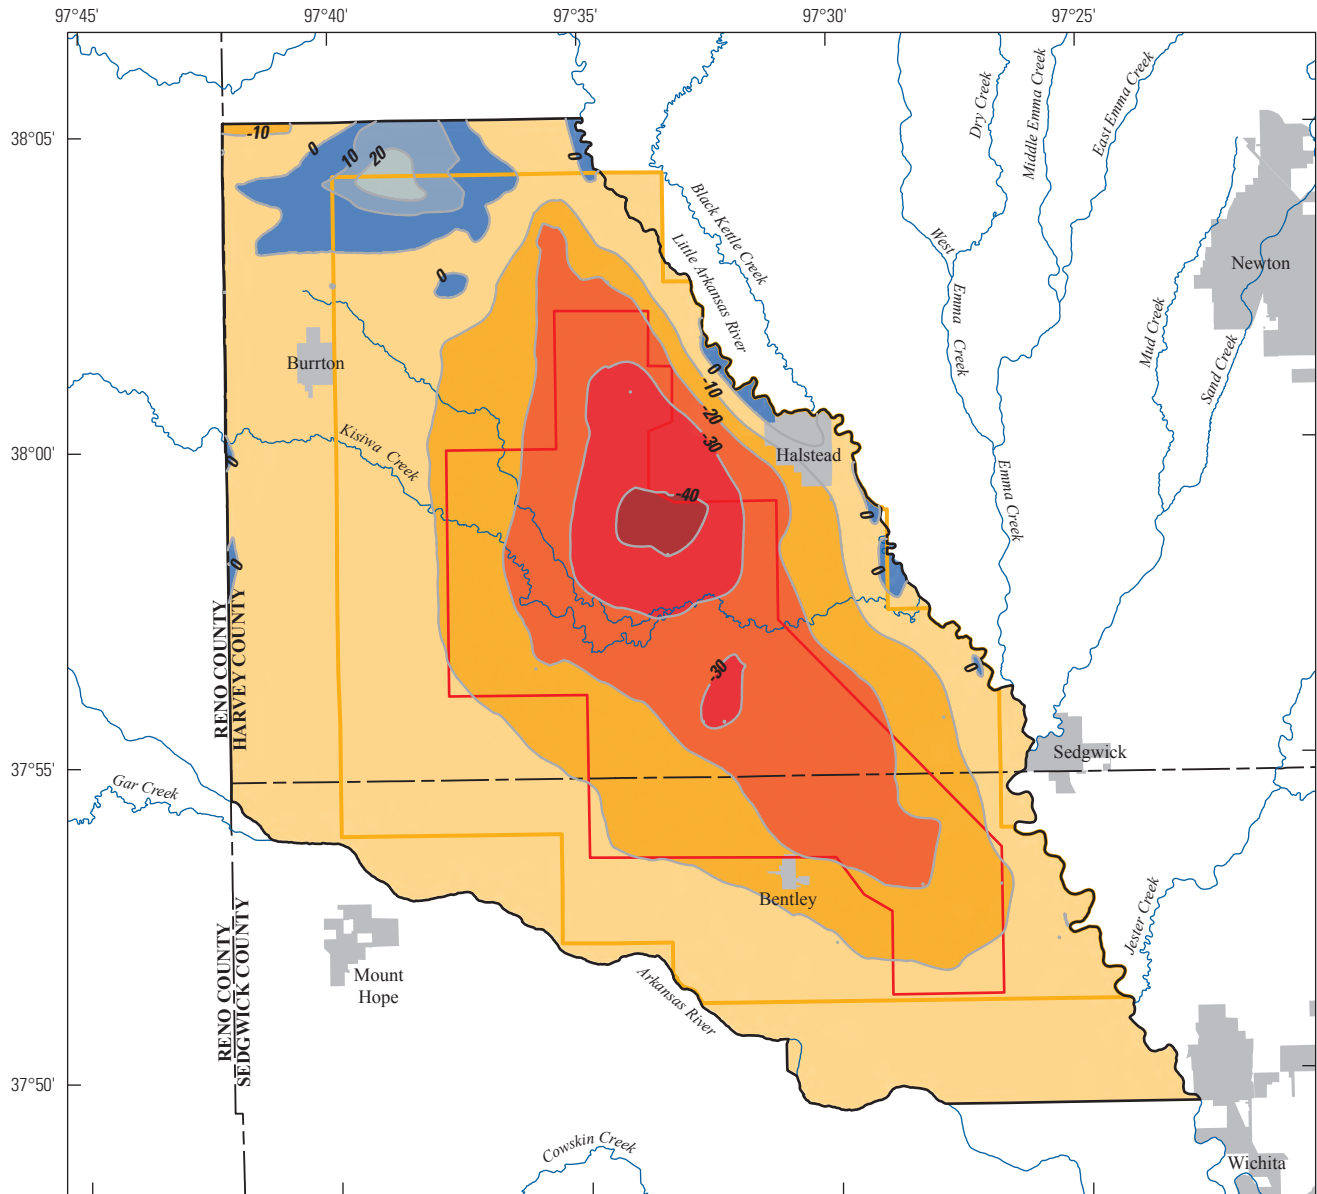 97°45'
97°40'
97°35'
97°30'
97°25'
38°05'
38°00'
37°55'
37°50'
-10
0
10
20
0
0
Dry Creek
Middle Emma Creek
East Emma Creek
Black Kettle Creek
Little Arkansas River
West
Emma
Creek
Newton
Mud Creek
Sand Creek
Burrton
0
-10
-20
-30
Kisiwa Creek
Halstead
0
-40
Emma Creek
0
0
0
RENO COUNTY
HARVEY COUNTY
-30
0
Sedgwick
Gar Creek
Bentley
Jester Creek
RENO COUNTY
SEDGWICK COUNTY
Mount
Hope
Arkansas River
Cowskin Creek
Wichita